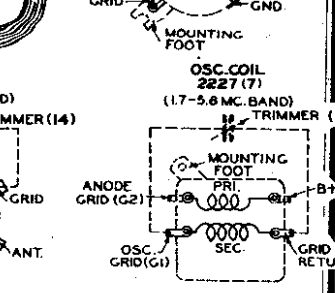 GRID
GND.
MOUNTING
FOOT
OSC. COIL
2227 (7)
(1.7-5.6 MC. BAND)
TRIMMER (
MMER (14)
MOUNTING
FOOT
PRI.
ANODE
GRID (G2)
B+
GRID
SEC.
OSC.
GRID (G1)
GRID
RETU
ANT.